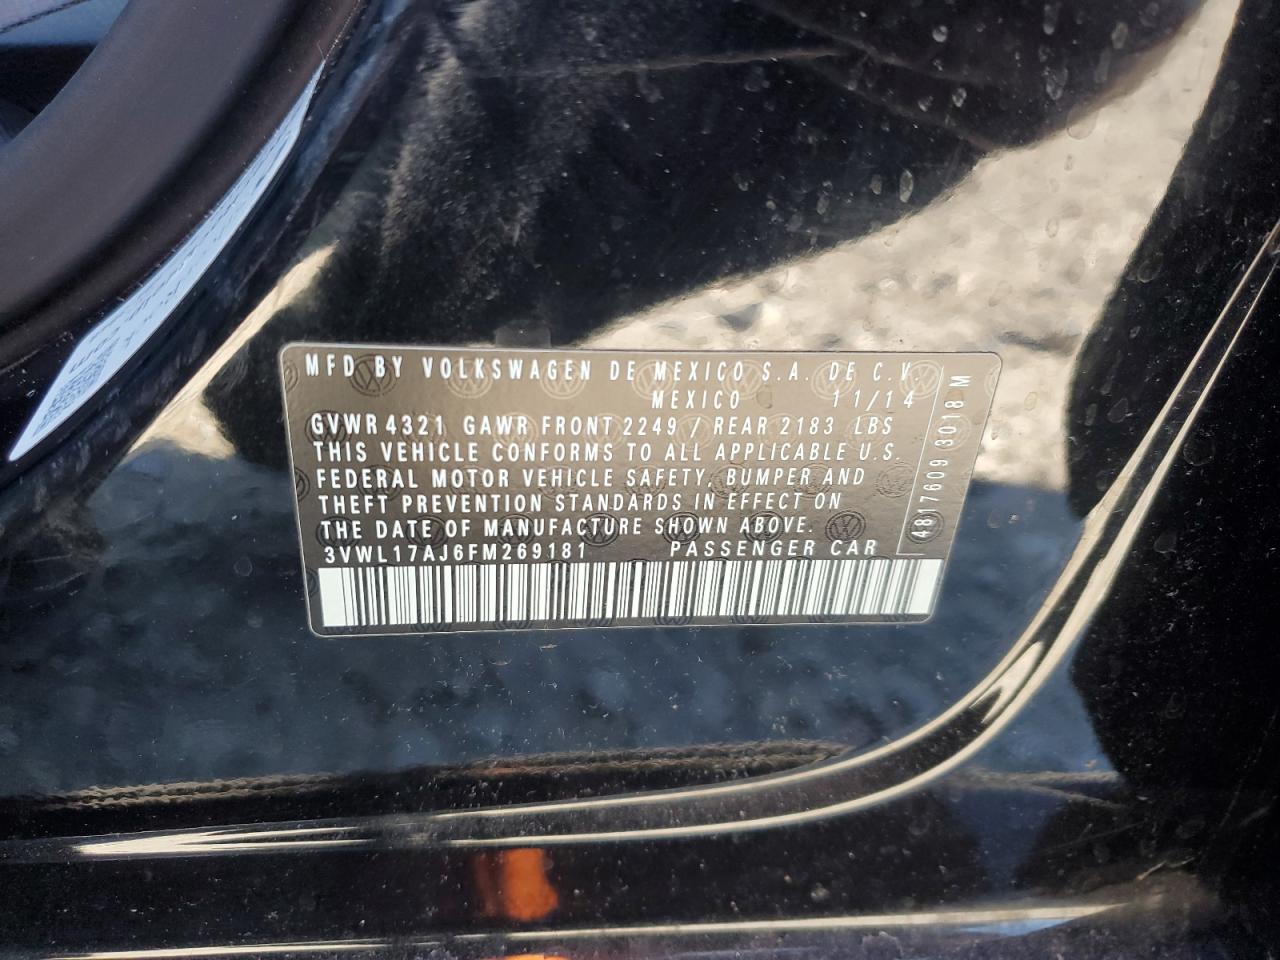 MFD BY VOLKSWAGEN DE MEXICO S.A. DE C.V.
MEXICO 11/14
GVWR 4321 GAWR FRONT 2249 / REAR 2183 LBS
THIS VEHICLE CONFORMS TO ALL APPLICABLE U.S.
FEDERAL MOTOR VEHICLE SAFETY, BUMPER AND
THEFT PREVENTION STANDARDS IN EFFECT ON
THE DATE OF MANUFACTURE SHOWN ABOVE.
3VWL17AJ6FM269181 PASSENGER CAR
4817609 3018 M